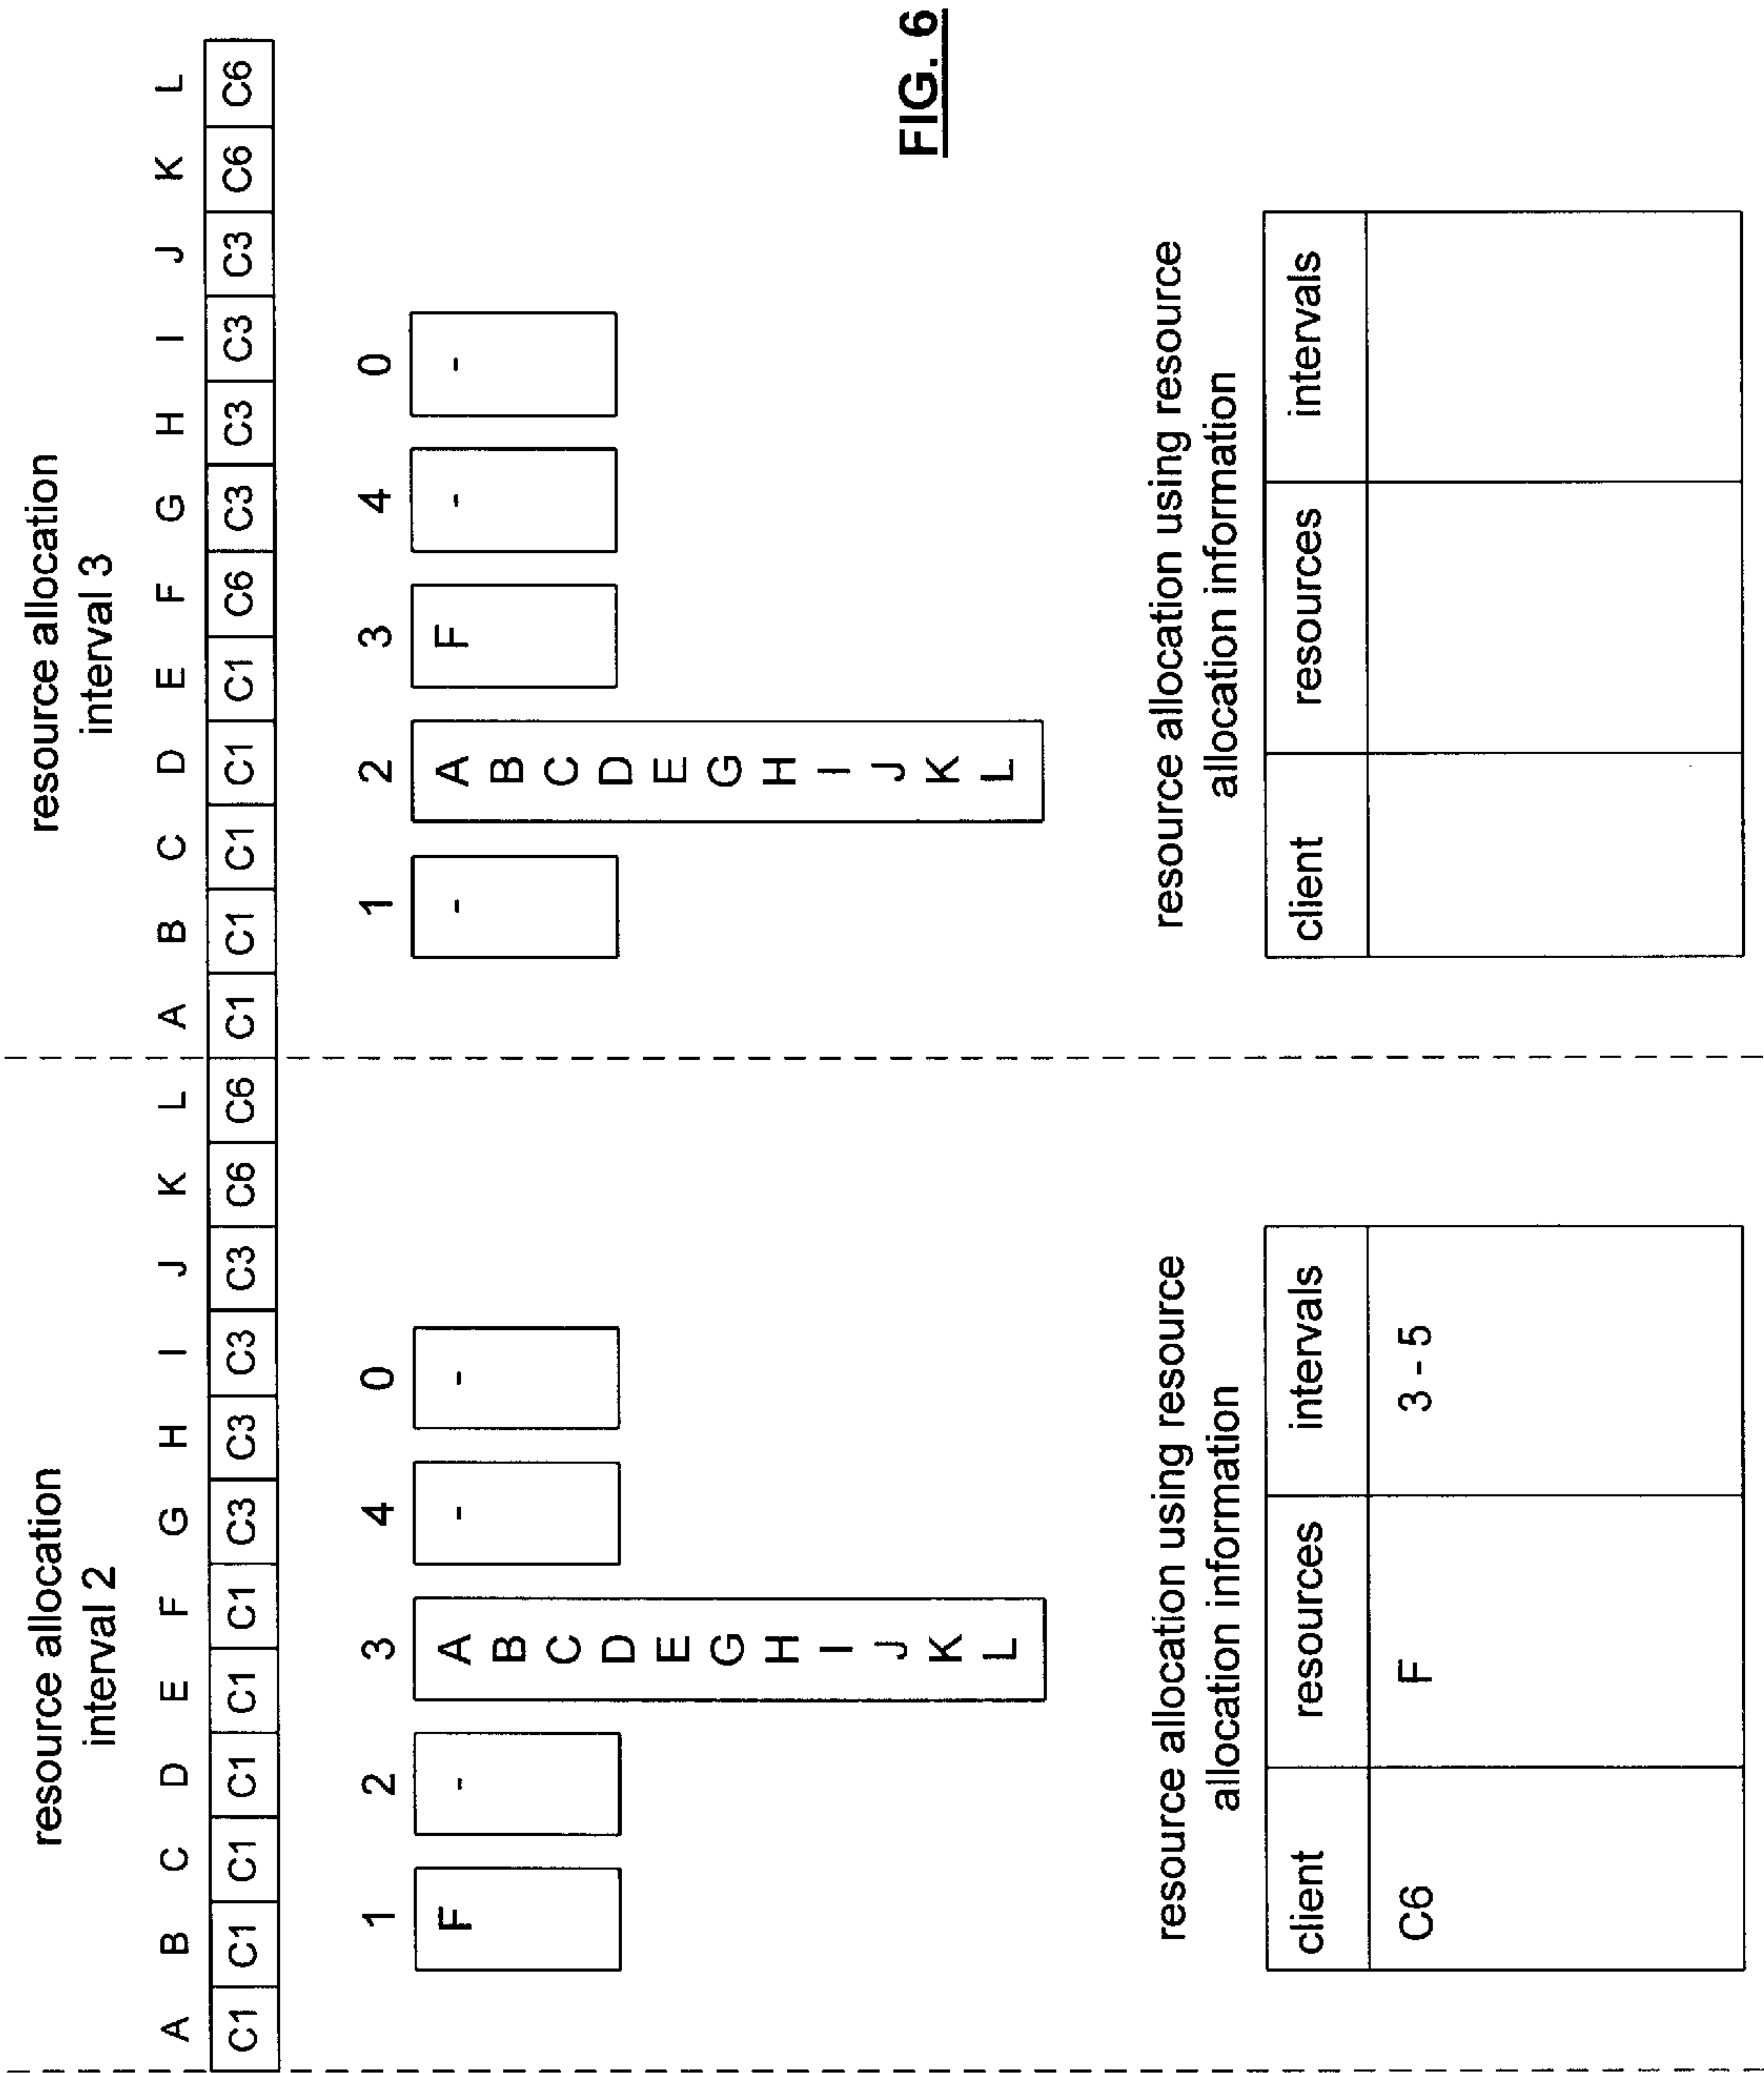 resource allocation
interval 2
A B C D E F G H I J K L
C1 C1 C1 C1 C1 C1 C3 C3 C3 C3 C6 C6
1 2 3 4 0
F - A - -
B
C
D
E
G
H
I
J
K
L
resource allocation using resource
allocation information
client resources intervals
C6 F 3 - 5
resource allocation
interval 3
A B C D E F G H I J K L
C1 C1 C1 C1 C1 C6 C3 C3 C3 C3 C6 C6
1 2 3 4 0
- A F - -
B
C
D
E
G
H
I
J
K
L
resource allocation using resource
allocation information
client resources intervals
FIG. 6